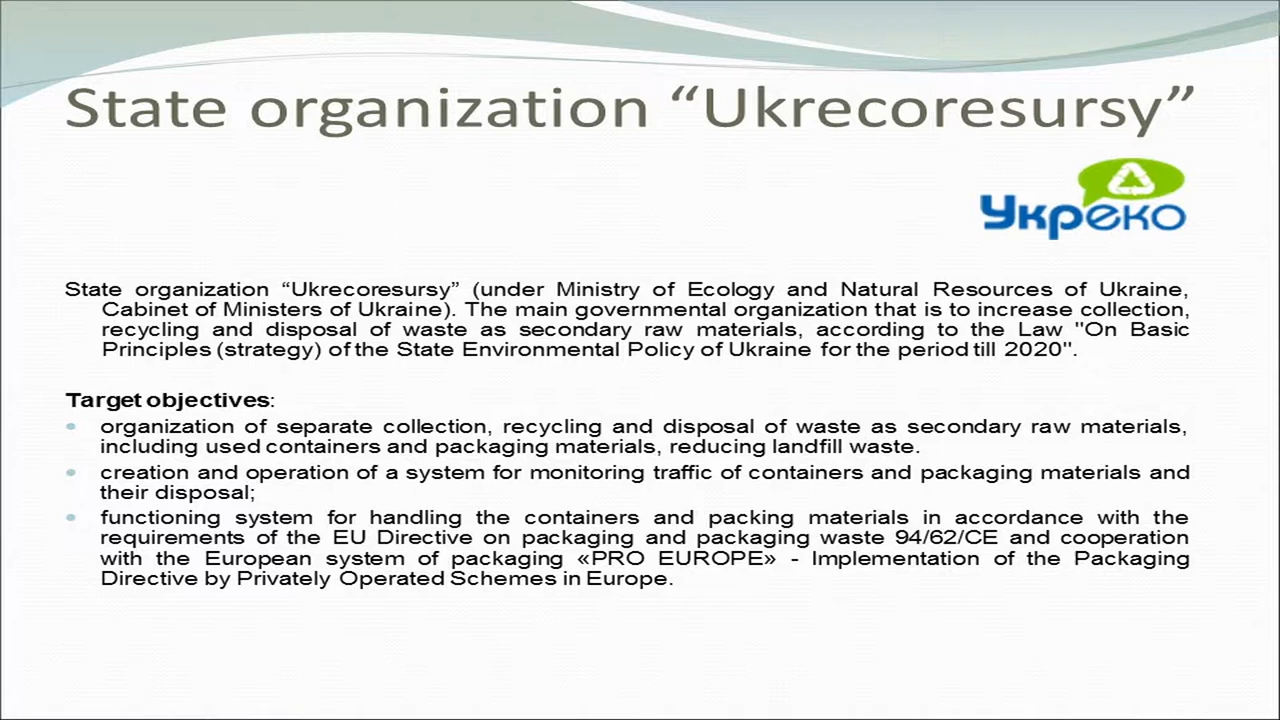 State organization “Ukrecoresursy”
Укреко
State organization “Ukrecoresursy” (under Ministry of Ecology and Natural Resources of Ukraine,
Cabinet of Ministers of Ukraine). The main governmental organization that is to increase collection,
recycling and disposal of waste as secondary raw materials, according to the Law "On Basic
Principles (strategy) of the State Environmental Policy of Ukraine for the period till 2020".
Target objectives:
• organization of separate collection, recycling and disposal of waste as secondary raw materials,
including used containers and packaging materials, reducing landfill waste.
• creation and operation of a system for monitoring traffic of containers and packaging materials and
their disposal;
• functioning system for handling the containers and packing materials in accordance with the
requirements of the EU Directive on packaging and packaging waste 94/62/CE and cooperation
with the European system of packaging «PRO EUROPE» - Implementation of the Packaging
Directive by Privately Operated Schemes in Europe.